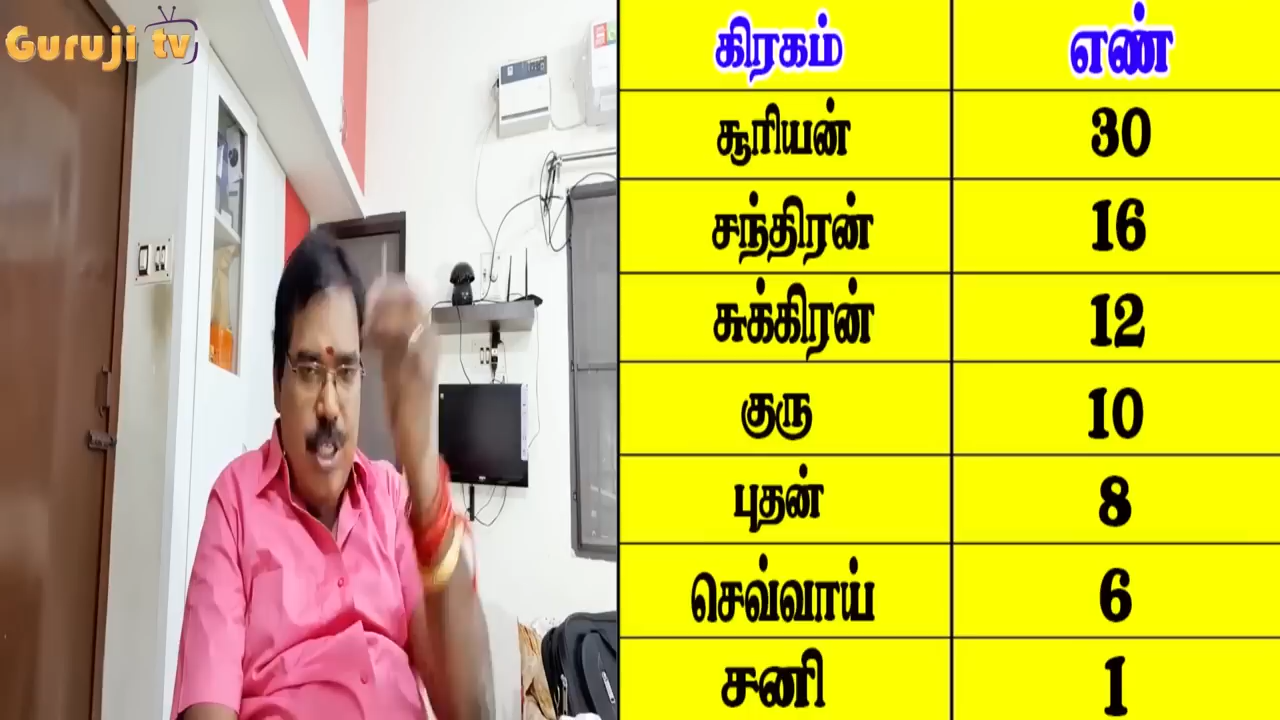 Guruji tv
கிரகம் எண்
சூரியன் 30
சந்திரன் 16
சுக்கிரன் 12
குரு 10
புதன் 8
செவ்வாய் 6
சனி 1